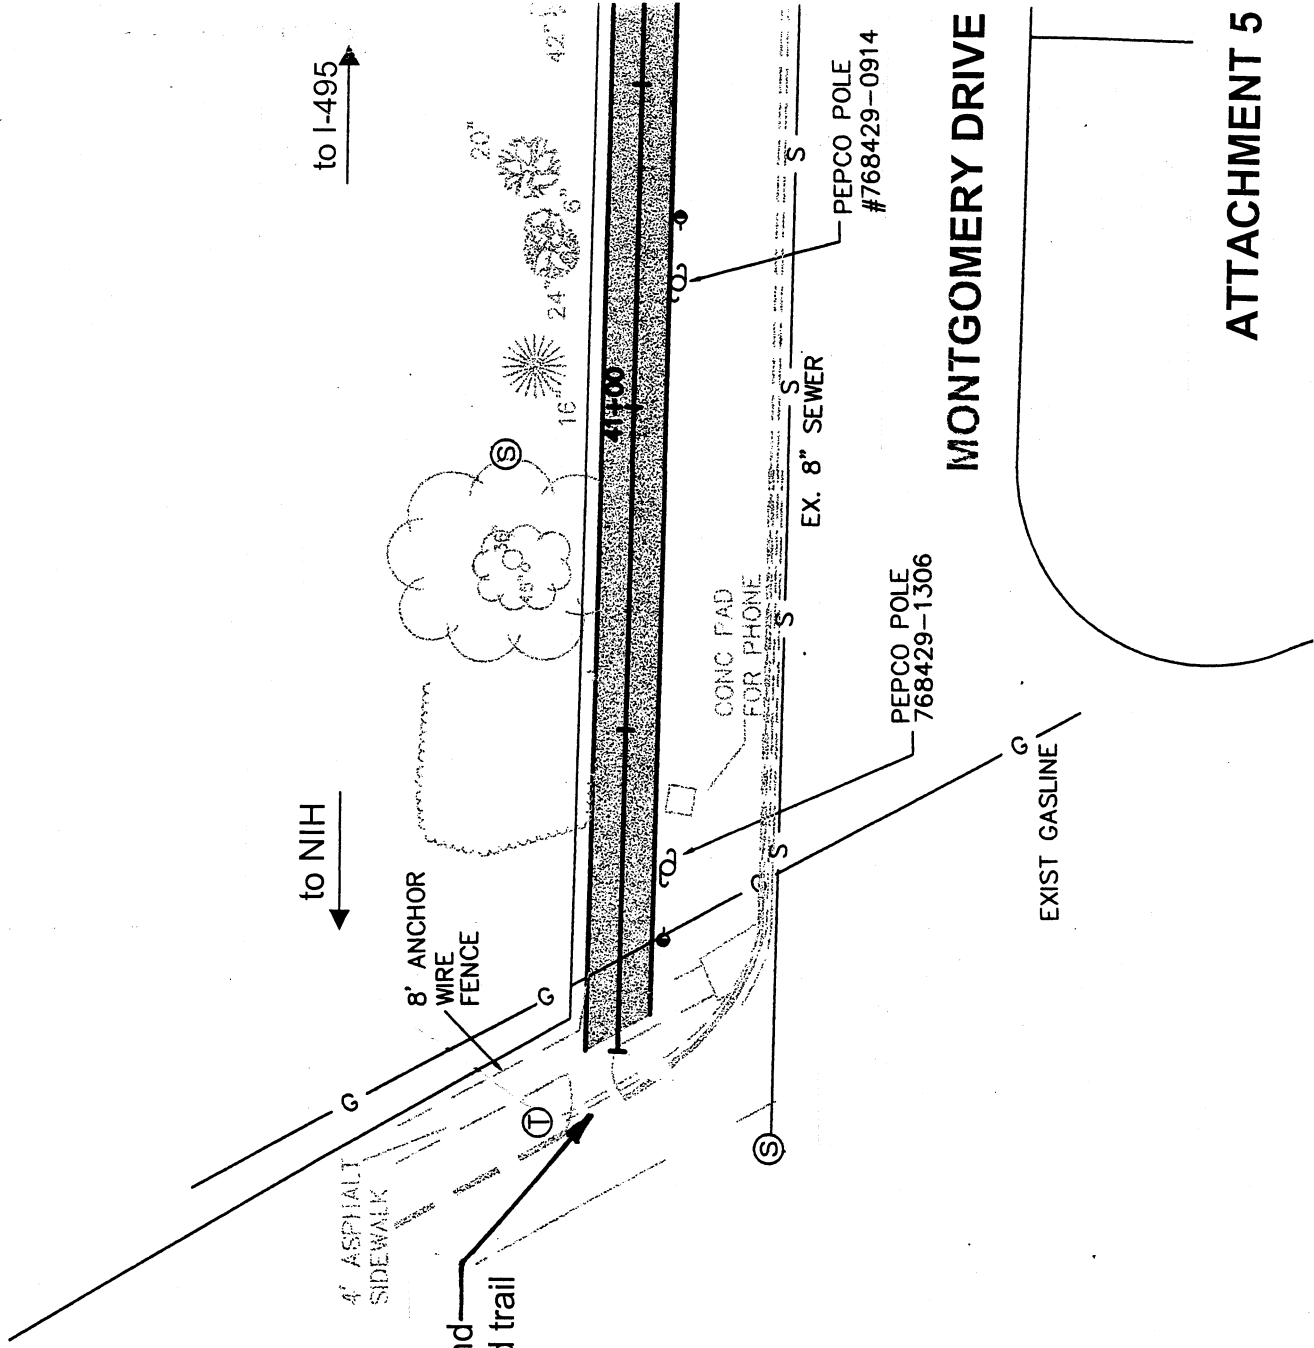 to I-495
42"
20"
6"
24"
16"
S
41+00
PEPCO POLE
#768429-0914
MONTGOMERY DRIVE
ATTACHMENT 5
S
S
EX. 8" SEWER
CONC PAD
FOR PHONE
S
PEPCO POLE
768429-1306
to NIH
8' ANCHOR
WIRE
FENCE
G
G
S
G
G
EXIST GASLINE
T
S
4' ASPHALT
SIDEWALK
trail